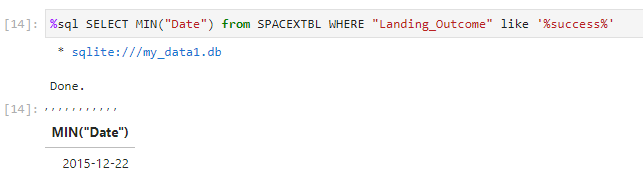 [14]: %sql SELECT MIN("Date") from SPACEXTBL WHERE "Landing_Outcome" like '%success%'
* sqlite:///my_data1.db
Done.
[14]: ,,,,,,,,,,,
MIN("Date")
2015-12-22